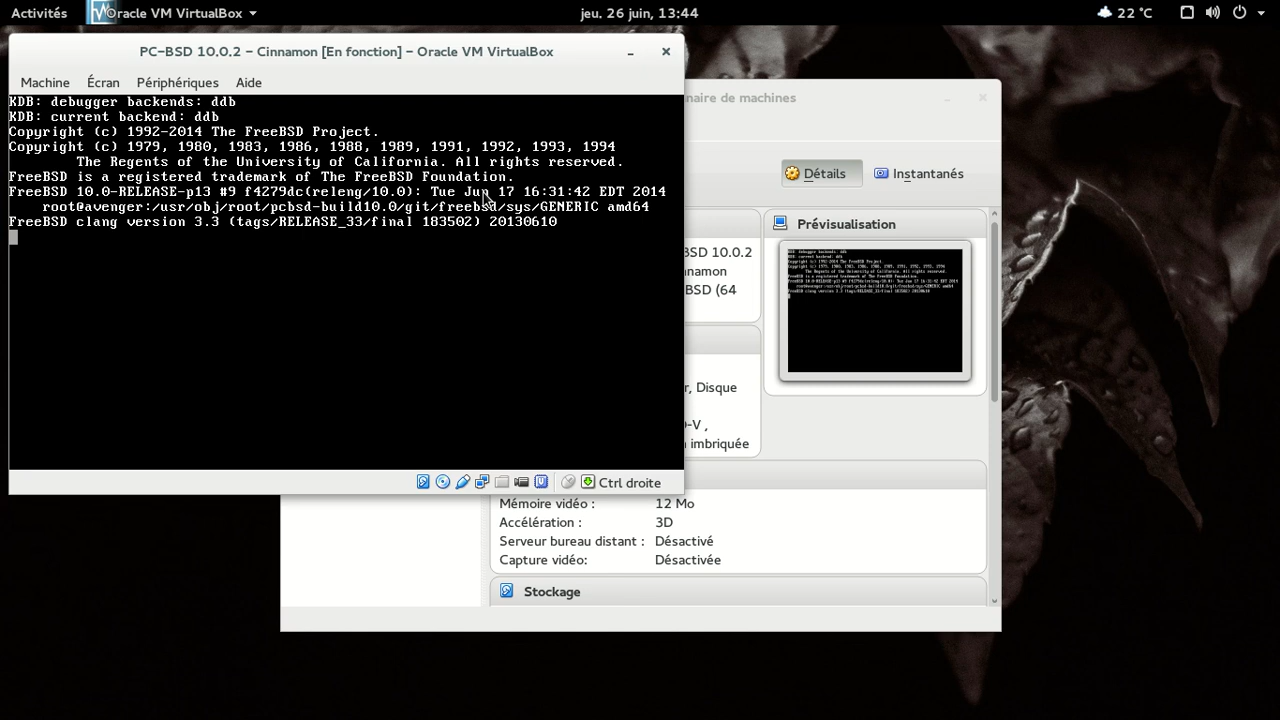 Activités
Oracle VM VirtualBox
jeu. 26 juin, 13:44
22 °C
PC-BSD 10.0.2 - Cinnamon [En fonction] - Oracle VM VirtualBox
Machine Écran Périphériques Aide
KDB: debugger backends: ddb
KDB: current backend: ddb
Copyright (c) 1992-2014 The FreeBSD Project.
Copyright (c) 1979, 1980, 1983, 1986, 1988, 1989, 1991, 1992, 1993, 1994
The Regents of the University of California. All rights reserved.
FreeBSD is a registered trademark of The FreeBSD Foundation.
FreeBSD 10.0-RELEASE-p13 #9 f4279dc(releng/10.0): Tue Jun 17 16:31:42 EDT 2014
root@avenger:/usr/obj/root/pcbsd-build10.0/git/freebsd/sys/GENERIC amd64
FreeBSD clang version 3.3 (tags/RELEASE_33/final 183502) 20130610
Ctrl droite
naire de machines
Détails
Instantanés
Prévisualisation
BSD 10.0.2
nnamon
BSD (64
r, Disque
D-V ,
n imbriquée
Mémoire vidéo : 12 Mo
Accélération : 3D
Serveur bureau distant : Désactivé
Capture vidéo: Désactivée
Stockage